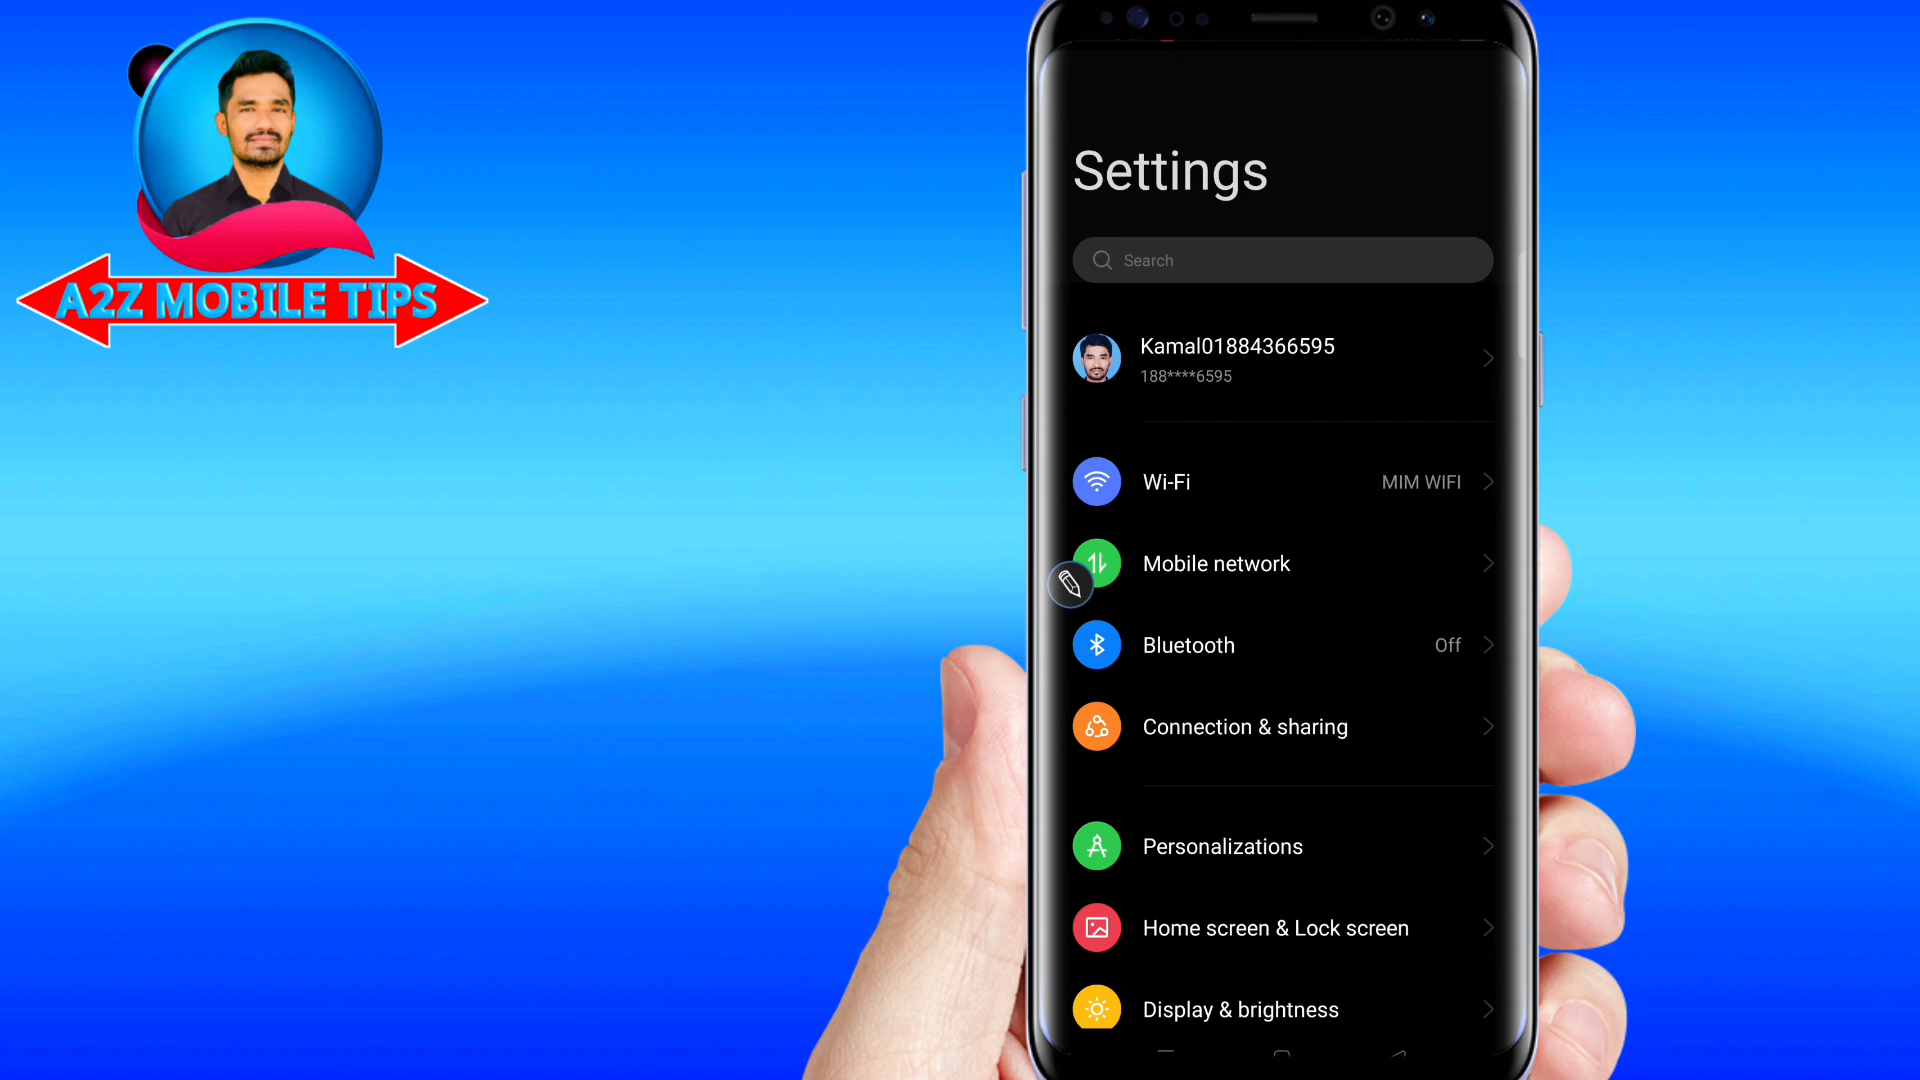 A2Z MOBILE TIPS
Settings
Search
Kamal01884366595
188****6595
Wi-Fi MIM WIFI
Mobile network
Bluetooth Off
Connection & sharing
Personalizations
Home screen & Lock screen
Display & brightness